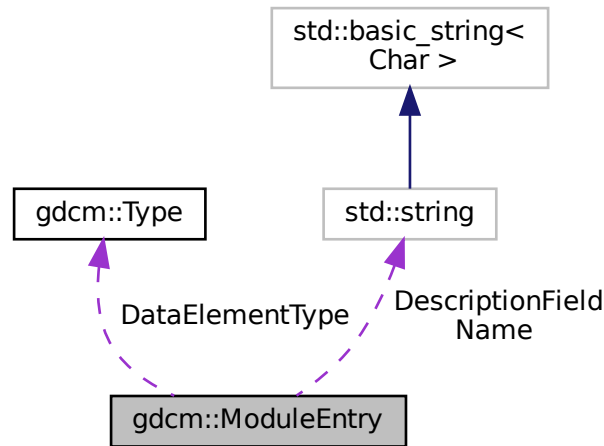 std::basic_string<
Char >
gdcm::Type
std::string
DataElementType
DescriptionField
Name
gdcm::ModuleEntry